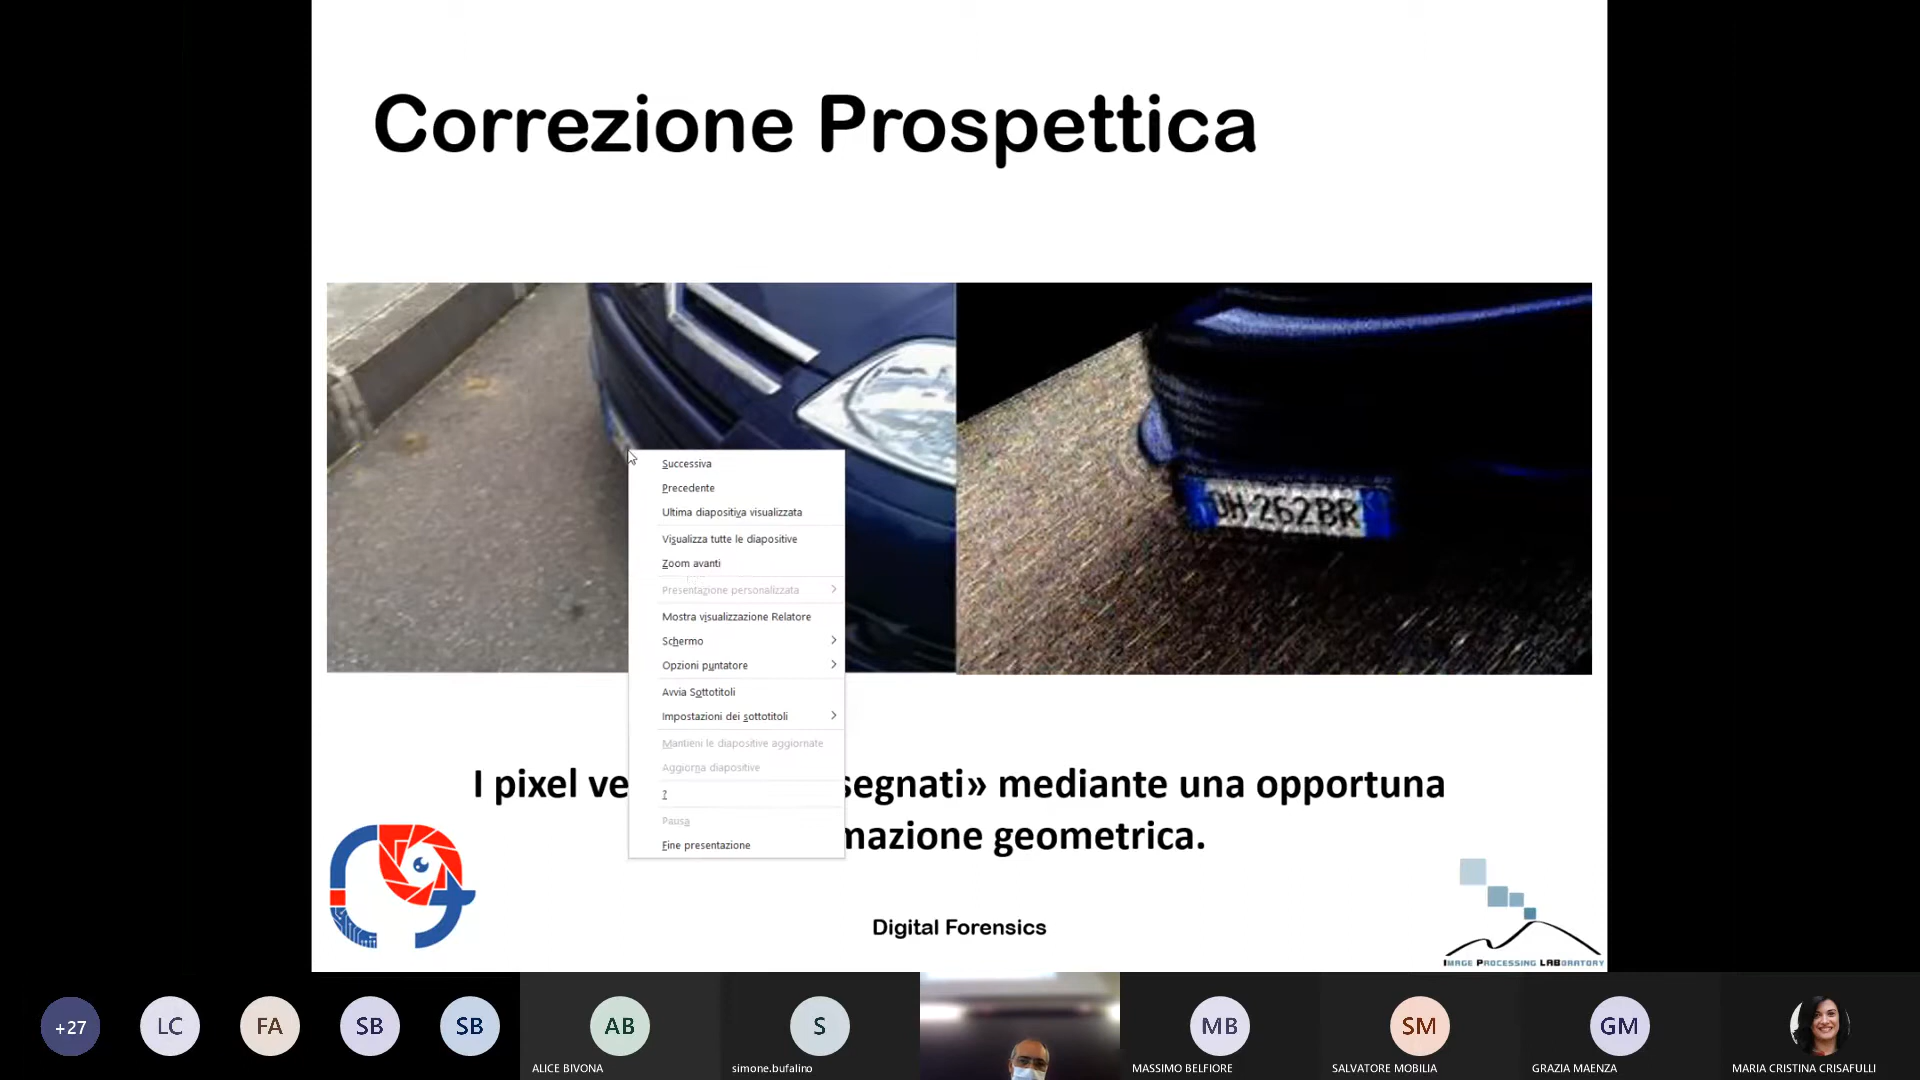 Correzione Prospettica
DH 262BR
Successiva
Precedente
Ultima diapositiva visualizzata
Visualizza tutte le diapositive
Zoom avanti
Presentazione personalizzata
Mostra visualizzazione Relatore
Schermo
Opzioni puntatore
Avvia Sottotitoli
Impostazioni dei sottotitoli
Mantieni le diapositive aggiornate
Aggiorna diapositive
?
Pausa
Fine presentazione
I pixel ve segnati» mediante una opportuna
mazione geometrica.
Digital Forensics
IMAGE PROCESSING LABORATORY
+27
LC
FA
SB
SB
AB
S
MB
SM
GM
ALICE BIVONA
simone.bufalino
MASSIMO BELFIORE
SALVATORE MOBILIA
GRAZIA MAENZA
MARIA CRISTINA CRISAFULLI